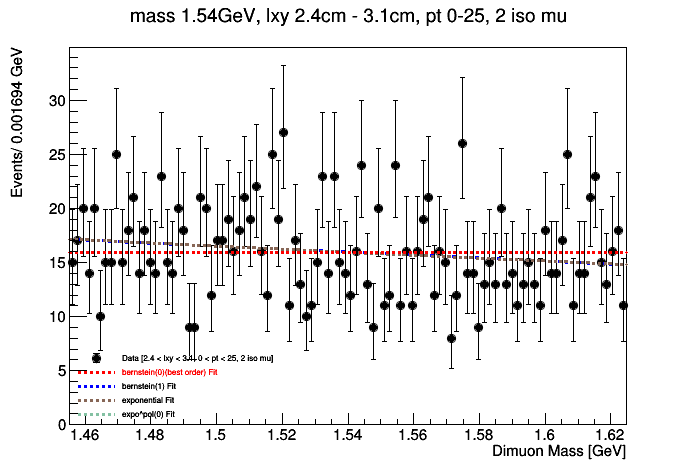 mass 1.54GeV, lxy 2.4cm - 3.1cm, pt 0-25, 2 iso mu
Events/ 0.001694 GeV
30
25
20
15
10
5
0
Data [2.4 < lxy < 3.1, 0 < pt < 25, 2 iso mu]
bernstein(0)(best order) Fit
bernstein(1) Fit
exponential Fit
expo*pol(0) Fit
1.46 1.48 1.5 1.52 1.54 1.56 1.58 1.6 1.62
Dimuon Mass [GeV]